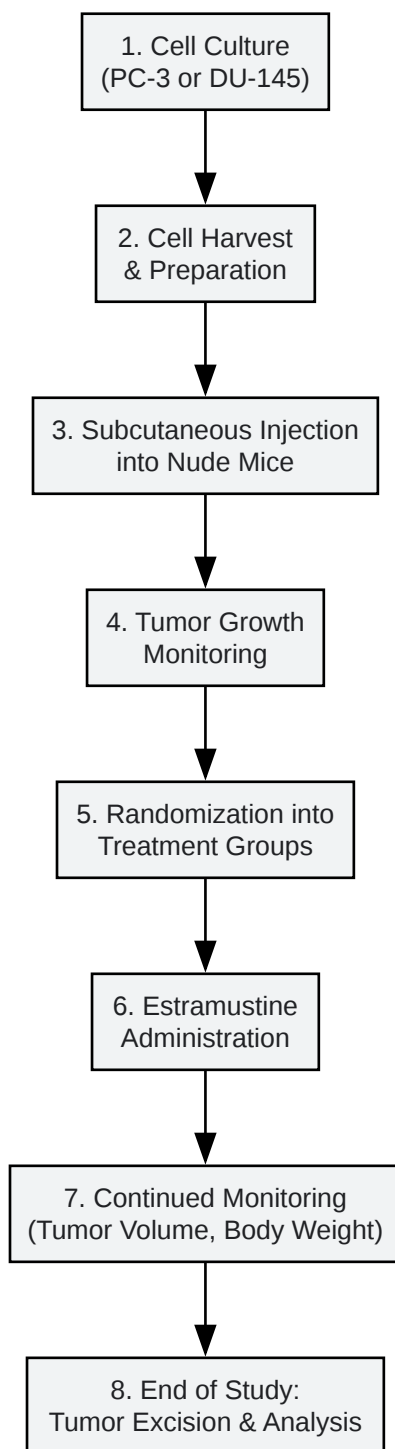 1. Cell Culture
(PC-3 or DU-145)
2. Cell Harvest
& Preparation
3. Subcutaneous Injection
into Nude Mice
4. Tumor Growth
Monitoring
5. Randomization into
Treatment Groups
6. Estramustine
Administration
7. Continued Monitoring
(Tumor Volume, Body Weight)
8. End of Study:
Tumor Excision & Analysis